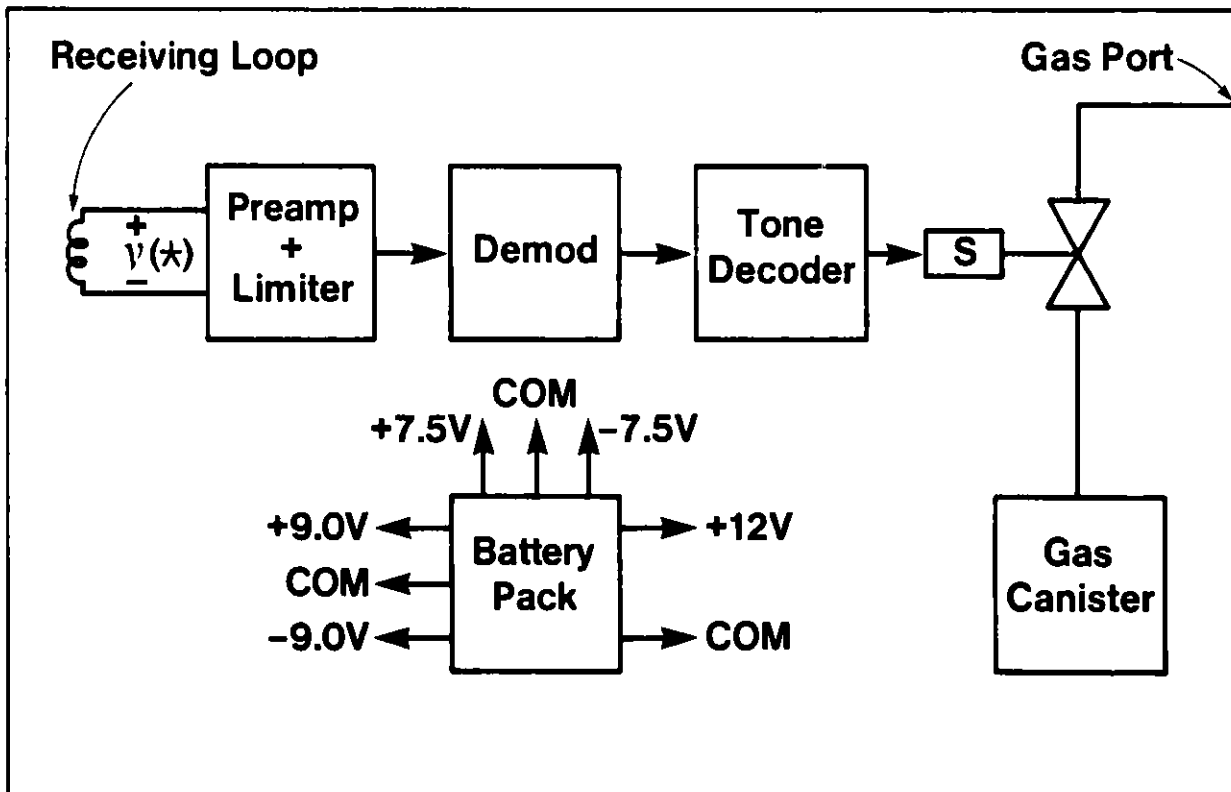 Receiving Loop
Gas Port
+
ν(★)
−
Preamp
+
Limiter
Demod
Tone
Decoder
S
COM
+7.5V
−7.5V
+9.0V
COM
−9.0V
Battery
Pack
+12V
COM
Gas
Canister